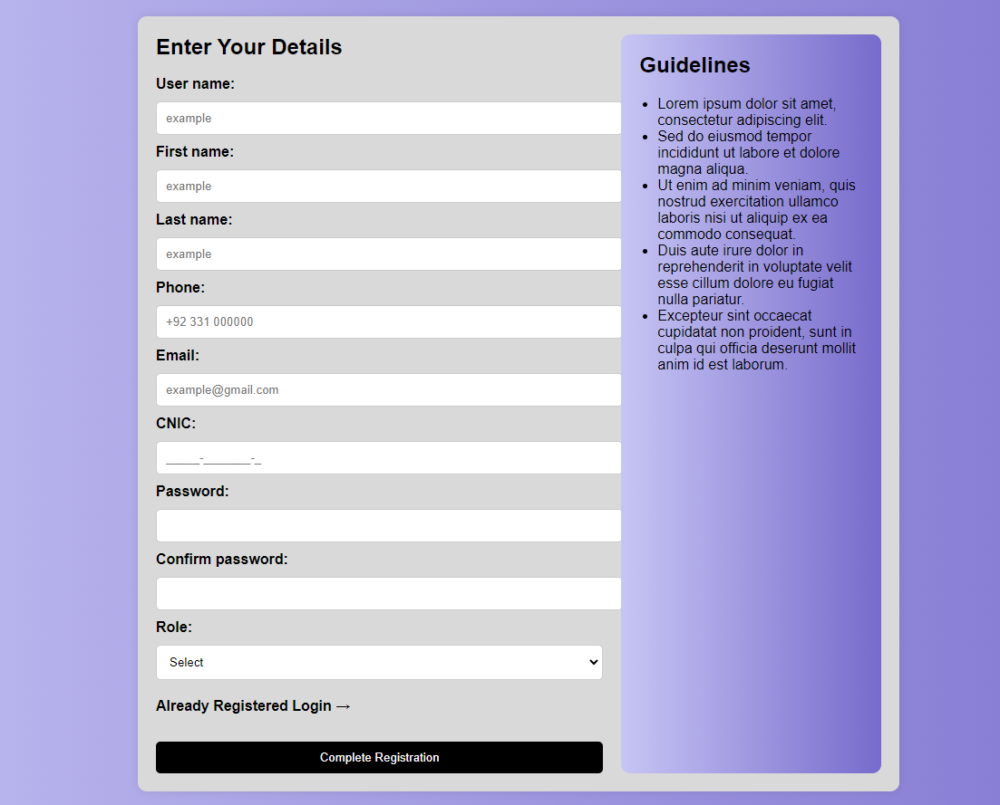 Enter Your Details
User name:
example
First name:
example
Last name:
example
Phone:
+92 331 000000
Email:
example@gmail.com
CNIC:
_____-_______-_
Password:
Confirm password:
Role:
Select
Already Registered Login →
Complete Registration
Guidelines
• Lorem ipsum dolor sit amet,
consectetur adipiscing elit.
• Sed do eiusmod tempor
incididunt ut labore et dolore
magna aliqua.
• Ut enim ad minim veniam, quis
nostrud exercitation ullamco
laboris nisi ut aliquip ex ea
commodo consequat.
• Duis aute irure dolor in
reprehenderit in voluptate velit
esse cillum dolore eu fugiat
nulla pariatur.
• Excepteur sint occaecat
cupidatat non proident, sunt in
culpa qui officia deserunt mollit
anim id est laborum.